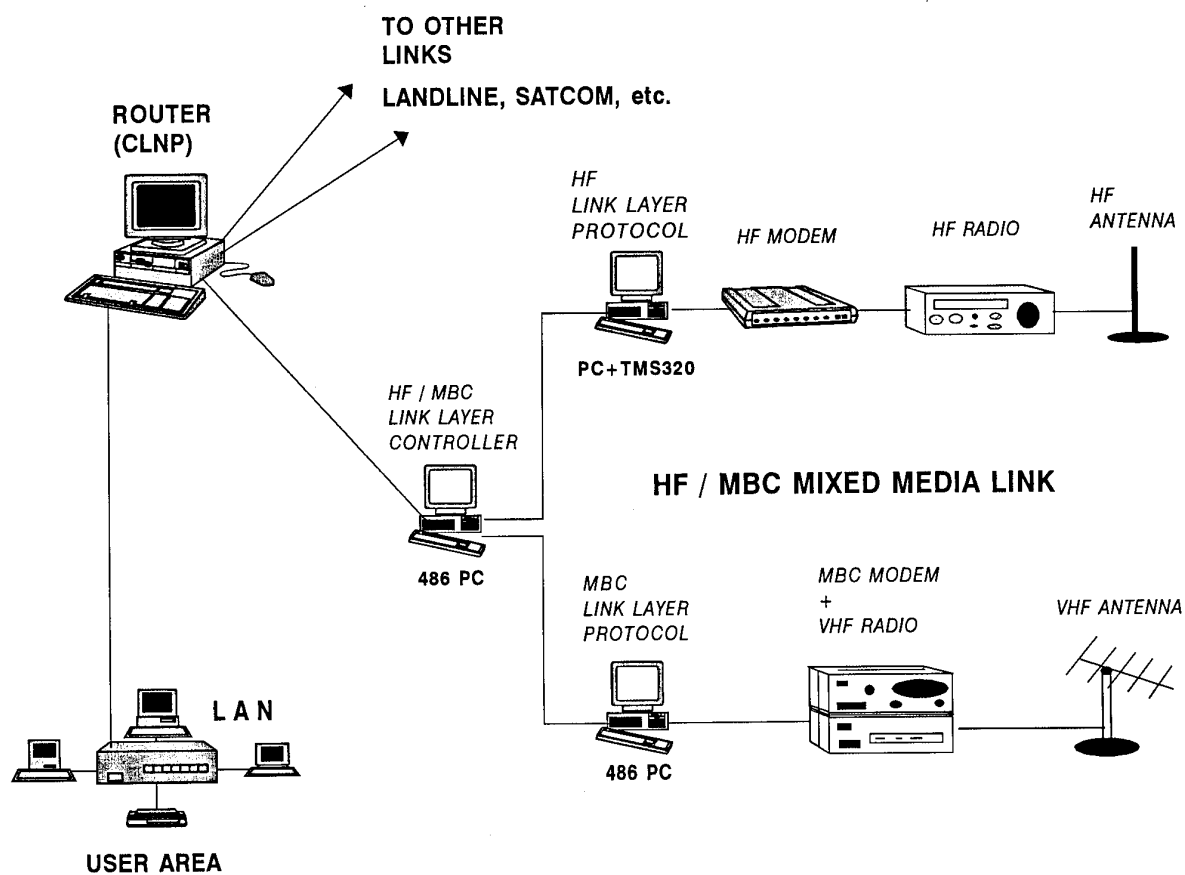 TO OTHER
LINKS
LANDLINE, SATCOM, etc.
ROUTER
(CLNP)
HF
LINK LAYER
PROTOCOL
HF MODEM
HF RADIO
HF
ANTENNA
PC+TMS320
HF / MBC
LINK LAYER
CONTROLLER
486 PC
HF / MBC MIXED MEDIA LINK
MBC
LINK LAYER
PROTOCOL
486 PC
MBC MODEM
+
VHF RADIO
VHF ANTENNA
LAN
USER AREA